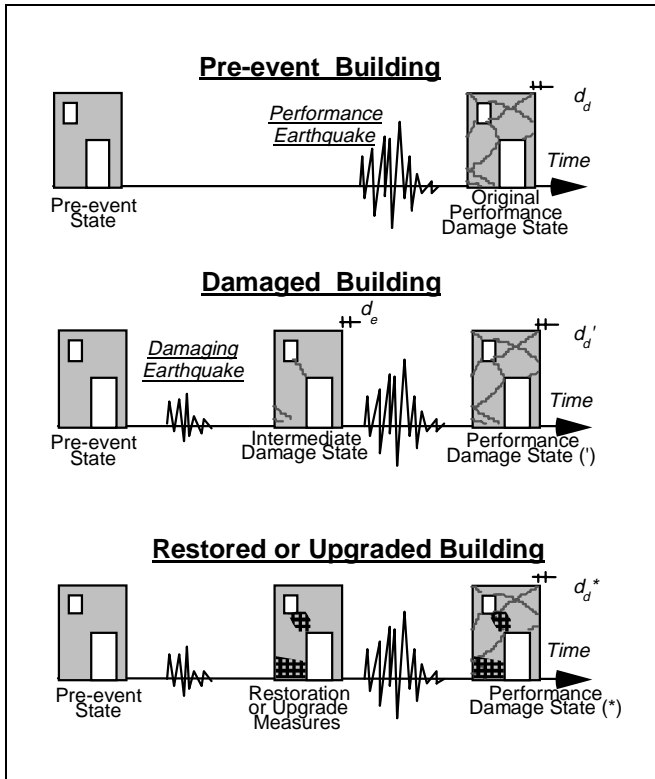 Pre-event Building
Performance
Earthquake
d_d
Time
Pre-event
State
Original
Performance
Damage State
Damaged Building
d_e
d_d'
Damaging
Earthquake
Time
Pre-event
State
Intermediate
Damage State
Performance
Damage State (')
Restored or Upgraded Building
d_d*
Time
Pre-event
State
Restoration
or Upgrade
Measures
Performance
Damage State (*)